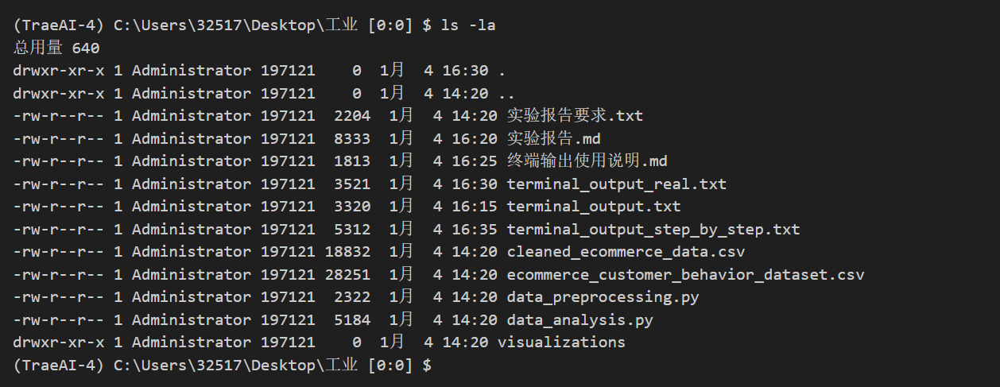 (TraeAI-4) C:\Users\32517\Desktop\工业 [0:0] $ ls -la
总用量 640
drwxr-xr-x 1 Administrator 197121    0  1月  4 16:30 .
drwxr-xr-x 1 Administrator 197121    0  1月  4 14:20 ..
-rw-r--r-- 1 Administrator 197121  2204  1月  4 14:20 实验报告要求.txt
-rw-r--r-- 1 Administrator 197121  8333  1月  4 16:20 实验报告.md
-rw-r--r-- 1 Administrator 197121  1813  1月  4 16:25 终端输出使用说明.md
-rw-r--r-- 1 Administrator 197121  3521  1月  4 16:30 terminal_output_real.txt
-rw-r--r-- 1 Administrator 197121  3320  1月  4 16:15 terminal_output.txt
-rw-r--r-- 1 Administrator 197121  5312  1月  4 16:35 terminal_output_step_by_step.txt
-rw-r--r-- 1 Administrator 197121 18832  1月  4 14:20 cleaned_ecommerce_data.csv
-rw-r--r-- 1 Administrator 197121 28251  1月  4 14:20 ecommerce_customer_behavior_dataset.csv
-rw-r--r-- 1 Administrator 197121  2322  1月  4 14:20 data_preprocessing.py
-rw-r--r-- 1 Administrator 197121  5184  1月  4 14:20 data_analysis.py
drwxr-xr-x 1 Administrator 197121    0  1月  4 14:20 visualizations
(TraeAI-4) C:\Users\32517\Desktop\工业 [0:0] $